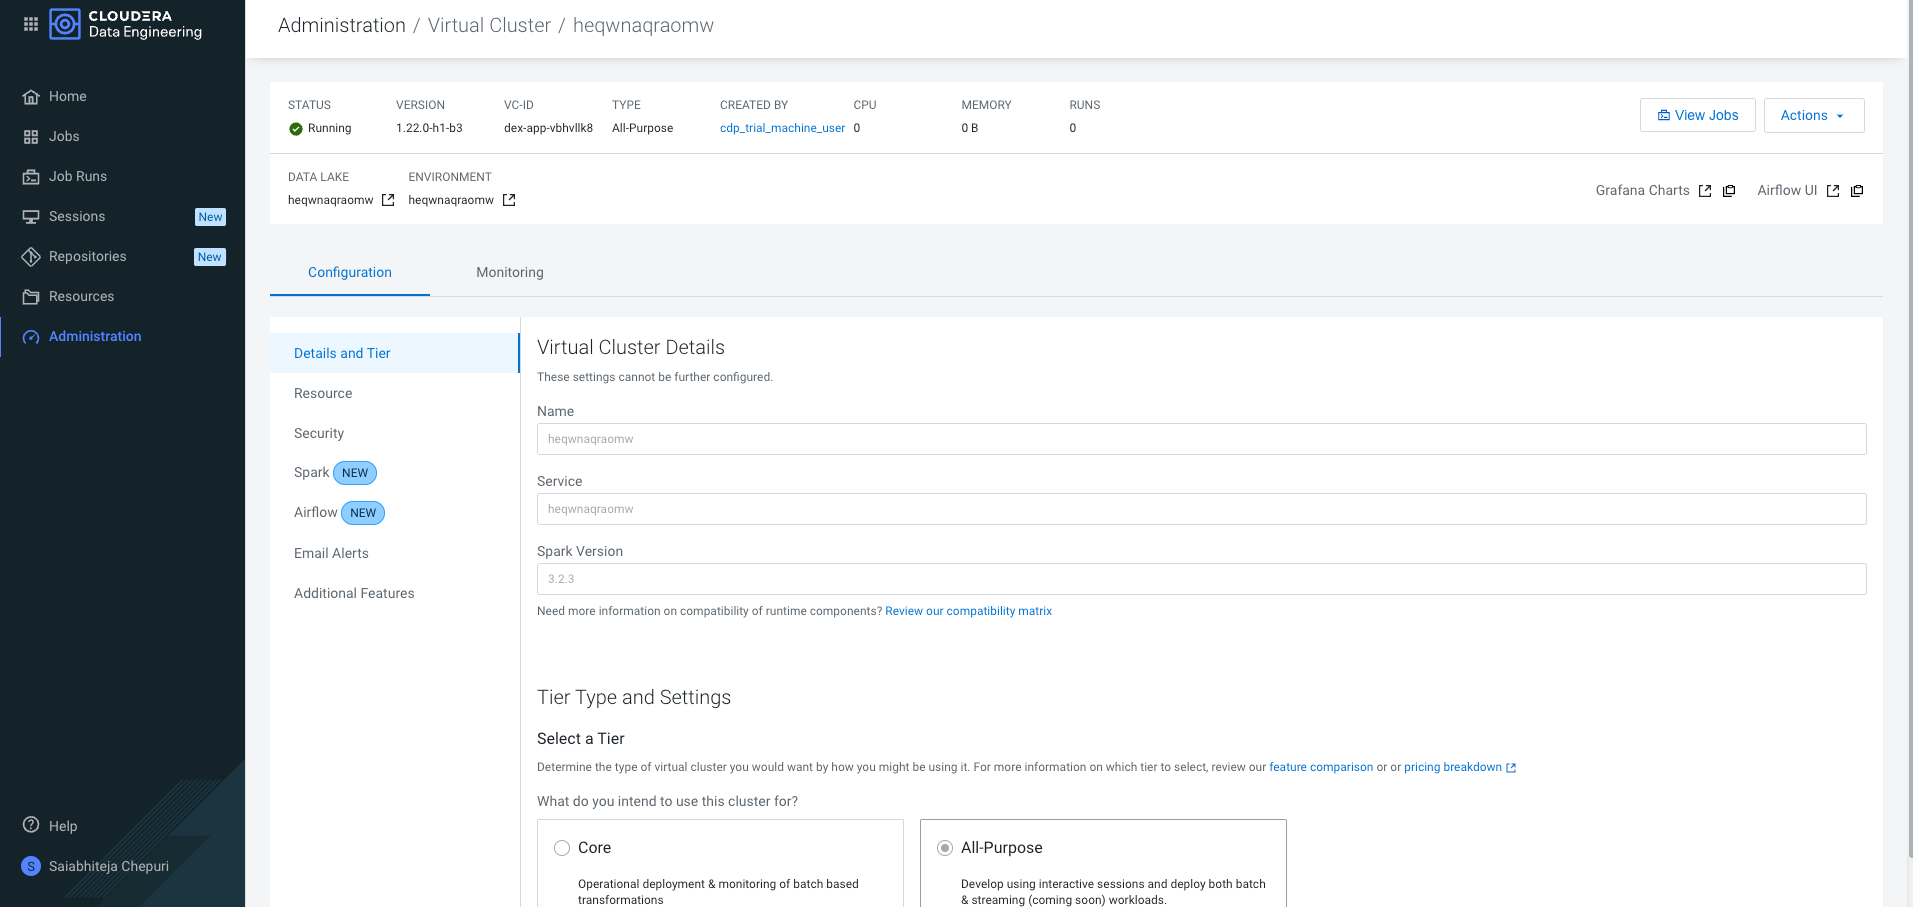 CLOUDERA
Data Engineering
Home
Jobs
Job Runs
Sessions New
Repositories New
Resources
Administration
Help
S Saiabhiteja Chepuri
Administration / Virtual Cluster / heqwnaqraomw
STATUS VERSION VC-ID TYPE CREATED BY CPU MEMORY RUNS
Running 1.22.0-h1-b3 dex-app-vbhvllk8 All-Purpose cdp_trial_machine_user 0 0 B 0
View Jobs Actions
DATA LAKE ENVIRONMENT
heqwnaqraomw heqwnaqraomw
Grafana Charts Airflow UI
Configuration Monitoring
Details and Tier
Resource
Security
Spark NEW
Airflow NEW
Email Alerts
Additional Features
Virtual Cluster Details
These settings cannot be further configured.
Name
heqwnaqraomw
Service
heqwnaqraomw
Spark Version
3.2.3
Need more information on compatibility of runtime components? Review our compatibility matrix
Tier Type and Settings
Select a Tier
Determine the type of virtual cluster you would want by how you might be using it. For more information on which tier to select, review our feature comparison or or pricing breakdown
What do you intend to use this cluster for?
Core
Operational deployment & monitoring of batch based
transformations
All-Purpose
Develop using interactive sessions and deploy both batch
& streaming (coming soon) workloads.